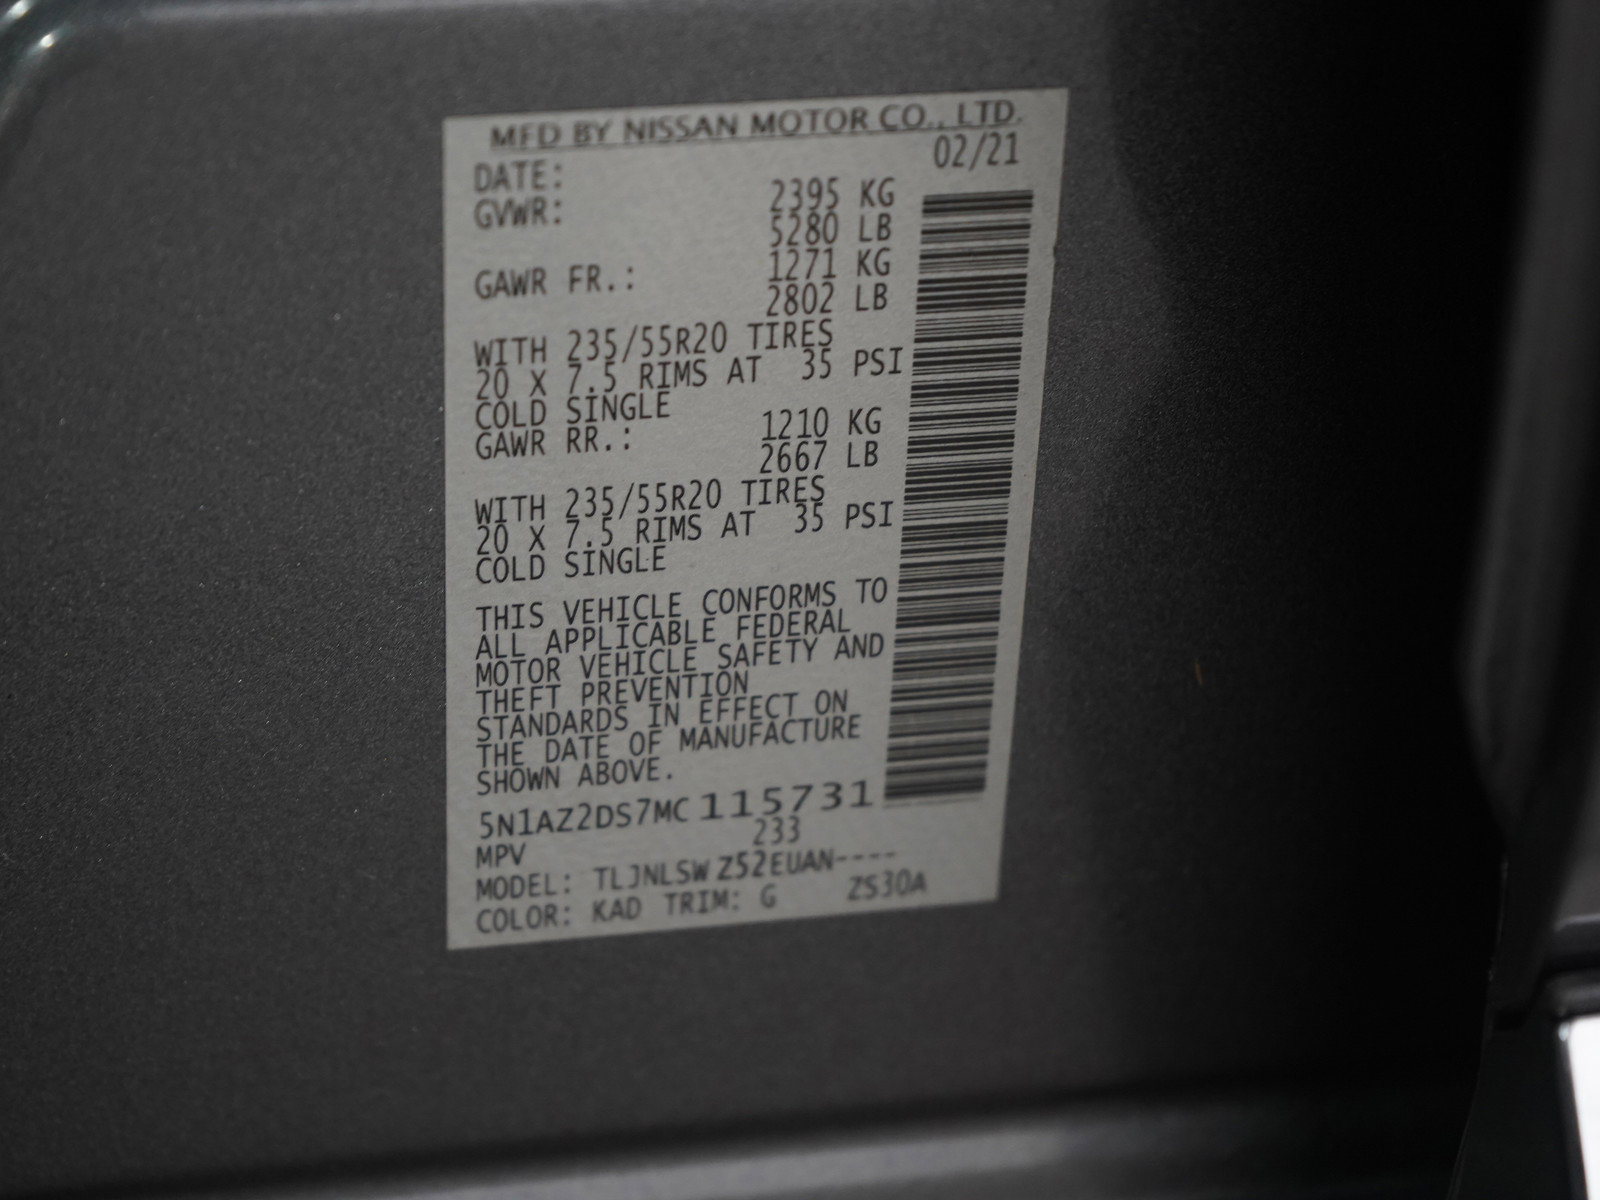 MFD BY NISSAN MOTOR CO., LTD.
DATE: 02/21
GVWR: 2395 KG
5280 LB
GAWR FR.: 1271 KG
2802 LB
WITH 235/55R20 TIRES
20 X 7.5 RIMS AT 35 PSI
COLD SINGLE
GAWR RR.: 1210 KG
2667 LB
WITH 235/55R20 TIRES
20 X 7.5 RIMS AT 35 PSI
COLD SINGLE
THIS VEHICLE CONFORMS TO
ALL APPLICABLE FEDERAL
MOTOR VEHICLE SAFETY AND
THEFT PREVENTION
STANDARDS IN EFFECT ON
THE DATE OF MANUFACTURE
SHOWN ABOVE.
5N1AZ2DS7MC115731
MPV 233
MODEL: TLJNLSWZ52EUAN----
COLOR: KAD TRIM: G ZS30A